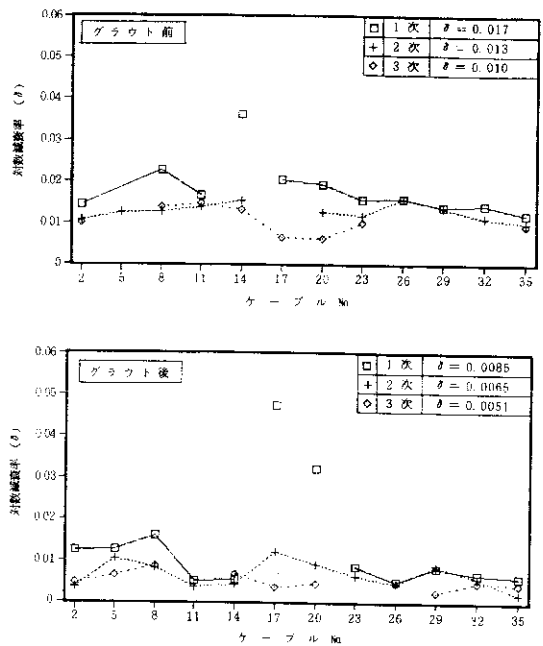 グラウト前
1 次 δ = 0.017
2 次 δ = 0.013
3 次 δ = 0.010
0.06
0.05
0.04
0.03
0.02
0.01
0
対数減衰率 (δ)
2 5 8 11 14 17 20 23 26 29 32 35
ケーブル No
グラウト後
1 次 δ = 0.0085
2 次 δ = 0.0065
3 次 δ = 0.0051
0.06
0.05
0.04
0.03
0.02
0.01
0
対数減衰率 (δ)
2 5 8 11 14 17 20 23 26 29 32 35
ケーブル No